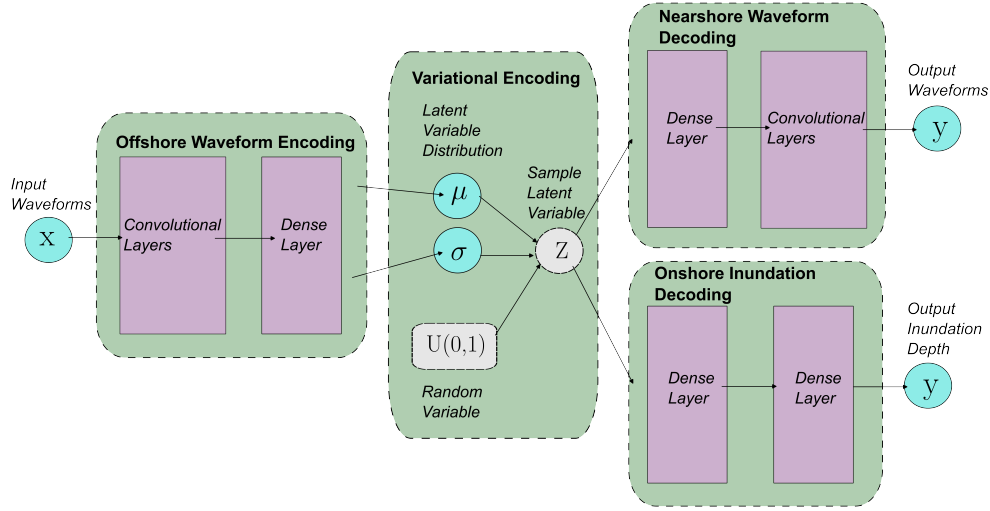 Input
Waveforms
x
Offshore Waveform Encoding
Convolutional
Layers
Dense
Layer
Variational Encoding
Latent
Variable
Distribution
μ
σ
U(0,1)
Random
Variable
Sample
Latent
Variable
Z
Nearshore Waveform
Decoding
Dense
Layer
Convolutional
Layers
Output
Waveforms
y
Onshore Inundation
Decoding
Dense
Layer
Dense
Layer
Output
Inundation
Depth
y